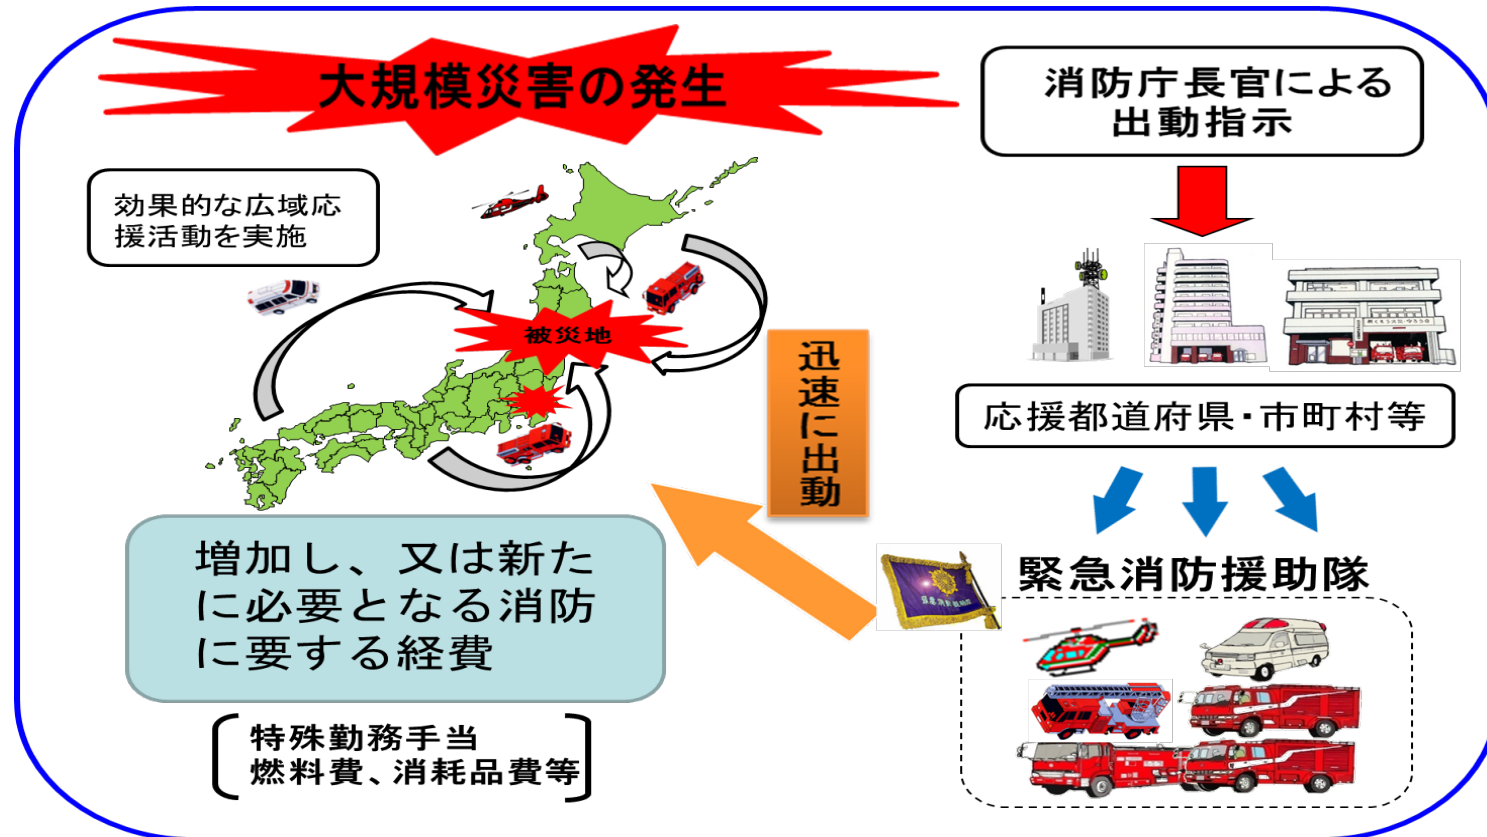 大規模災害の発生
消防庁長官による
出動指示
効果的な広域応
援活動を実施
被災地
迅速に出動
応援都道府県・市町村等
緊急消防援助隊
増加し、又は新た
に必要となる消防
に要する経費
特殊勤務手当
燃料費、消耗品費等